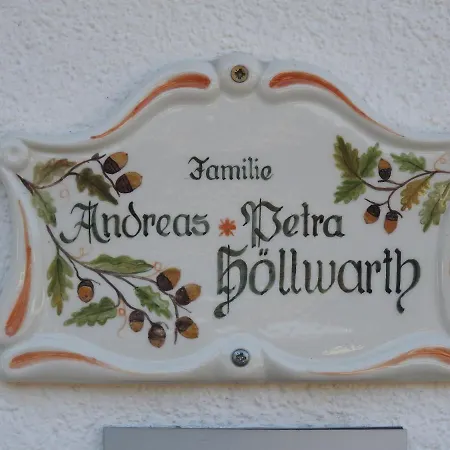 Familie
Andreas * Petra
Höllwarth